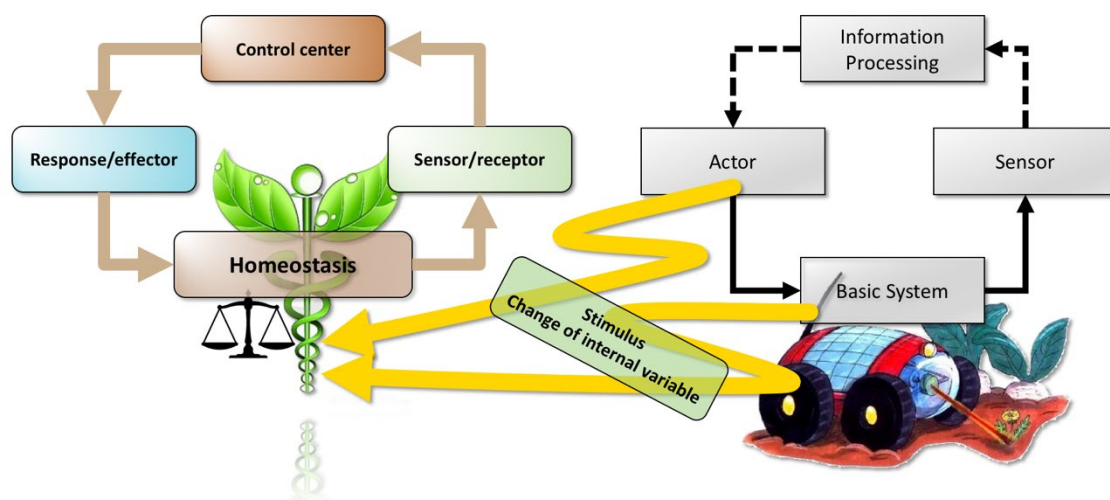 Control center
Response/effector
Sensor/receptor
Homeostasis
Stimulus
Change of internal variable
Information
Processing
Actor
Sensor
Basic System